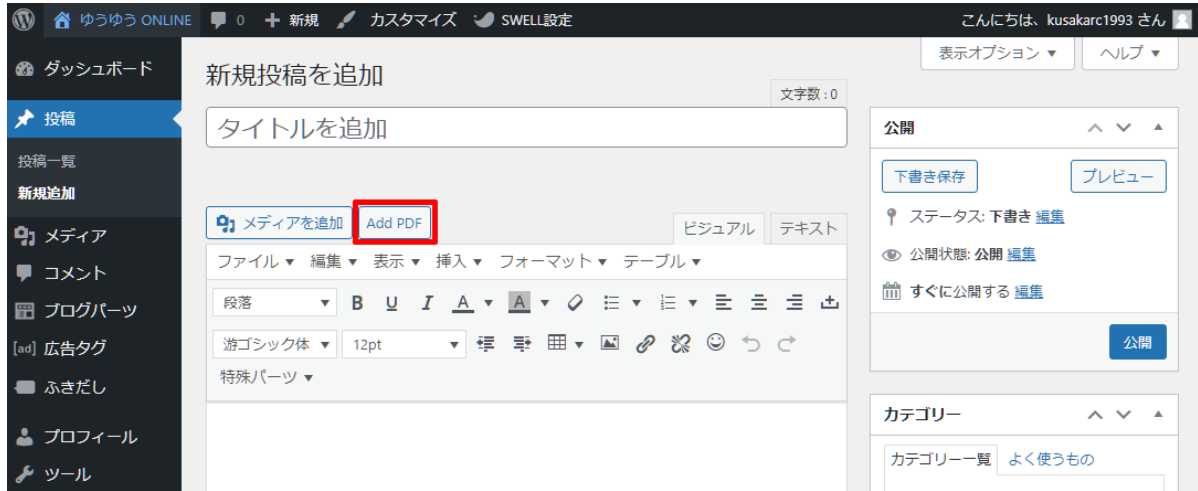 ゆうゆう ONLINE 0 + 新規 カスタマイズ SWELL設定 こんにちは、kusakarc1993 さん
ダッシュボード
投稿
投稿一覧
新規追加
メディア
コメント
ブログパーツ
[ad] 広告タグ
ふきだし
プロフィール
ツール
表示オプション ▼ ヘルプ ▼
新規投稿を追加
文字数 : 0
タイトルを追加
メディアを追加 Add PDF
ビジュアル テキスト
ファイル ▼ 編集 ▼ 表示 ▼ 挿入 ▼ フォーマット ▼ テーブル ▼
段落 ▼ B U I A ▼ A ▼
游ゴシック体 ▼ 12pt ▼
特殊パーツ ▼
公開
下書き保存 プレビュー
ステータス: 下書き 編集
公開状態: 公開 編集
すぐに公開する 編集
公開
カテゴリー
カテゴリー一覧 よく使うもの